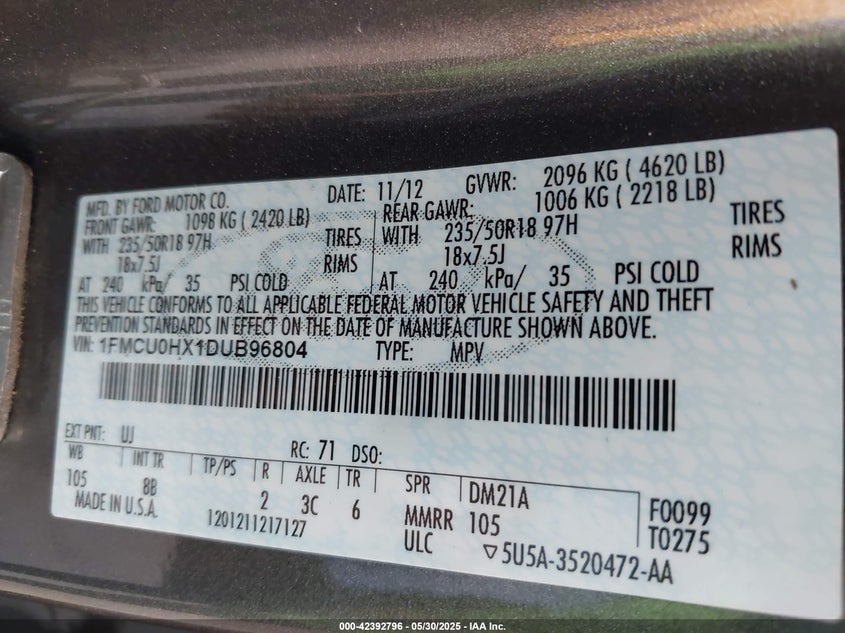 MFD. BY FORD MOTOR CO. DATE: 11/12 GVWR: 2096 KG ( 4620 LB)
FRONT GAWR: 1098 KG ( 2420 LB) REAR GAWR: 1006 KG ( 2218 LB)
WITH 235/50R18 97H TIRES WITH 235/50R18 97H TIRES
18x7.5J RIMS 18x7.5J RIMS
AT 240 kPa/ 35 PSI COLD AT 240 kPa/ 35 PSI COLD
THIS VEHICLE CONFORMS TO ALL APPLICABLE FEDERAL MOTOR VEHICLE SAFETY AND THEFT
PREVENTION STANDARDS IN EFFECT ON THE DATE OF MANUFACTURE SHOWN ABOVE.
VIN: 1FMCU0HX1DUB96804 TYPE: MPV
EXT PNT: UJ RC: 71 DSO:
WB INT TR TP/PS R AXLE TR SPR DM21A F0099
105 8B 2 3C 6 MMRR 105 T0275
MADE IN U.S.A. 1201211217127 ULC ▽5U5A-3520472-AA
000-42392796 - 05/30/2025 - IAA Inc.